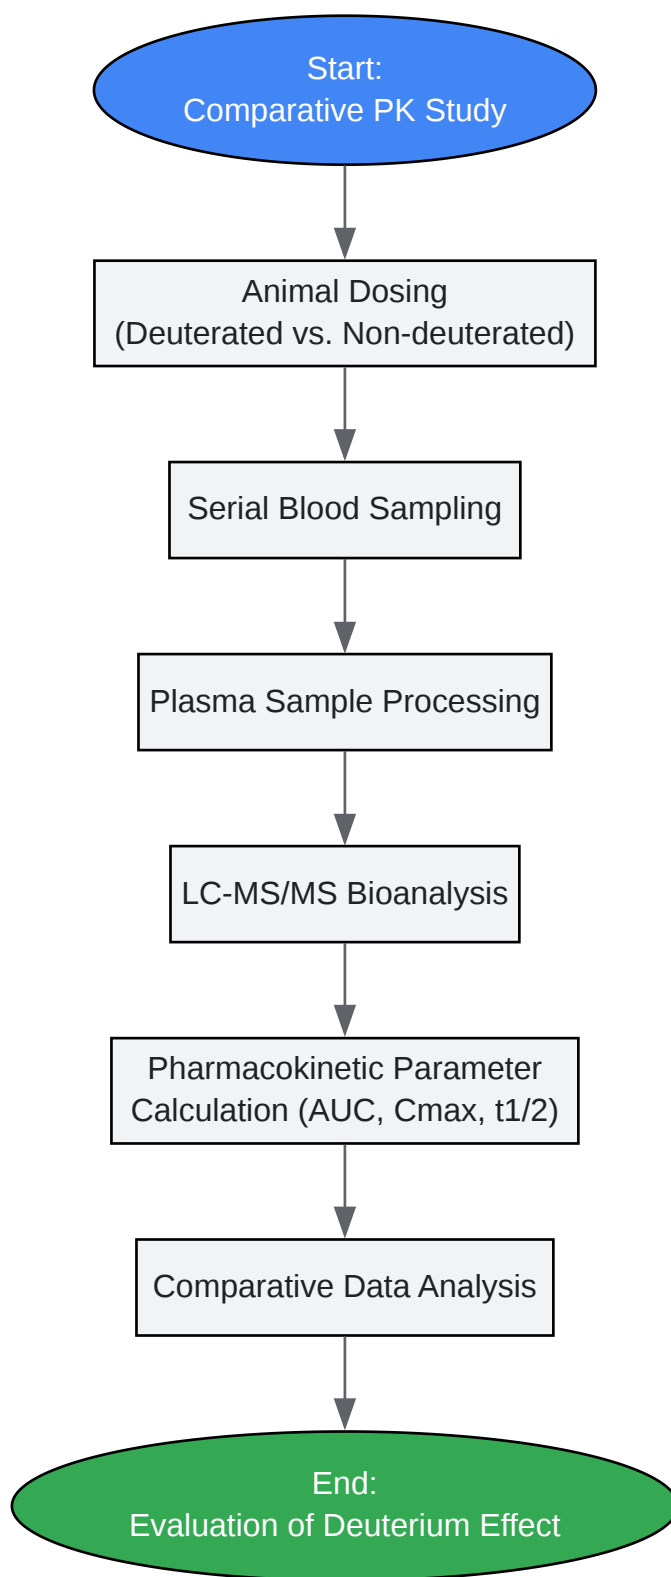 Start:
Comparative PK Study
Animal Dosing
(Deuterated vs. Non-deuterated)
Serial Blood Sampling
Plasma Sample Processing
LC-MS/MS Bioanalysis
Pharmacokinetic Parameter
Calculation (AUC, Cmax, t1/2)
Comparative Data Analysis
End:
Evaluation of Deuterium Effect